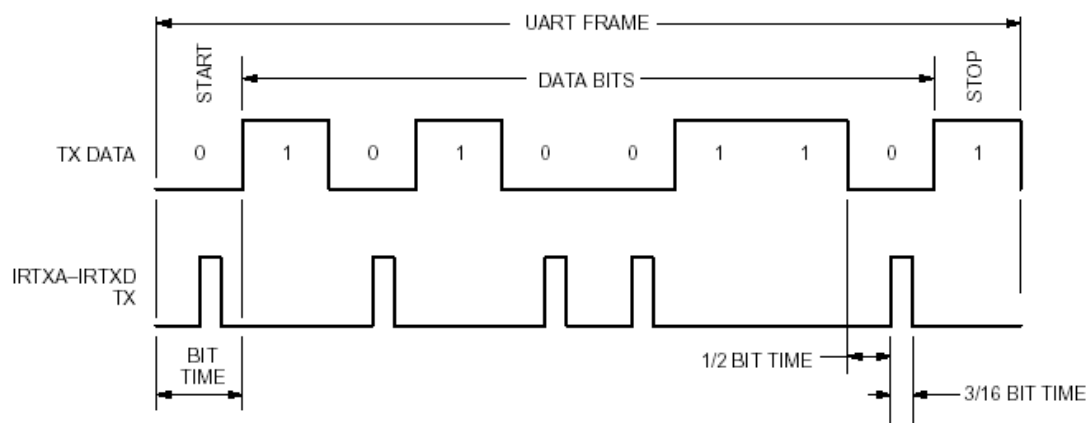 UART FRAME
START
DATA BITS
STOP
TX DATA
0 1 0 1 0 0 1 1 0 1
IRTXA–IRTXD
TX
BIT
TIME
1/2 BIT TIME
3/16 BIT TIME